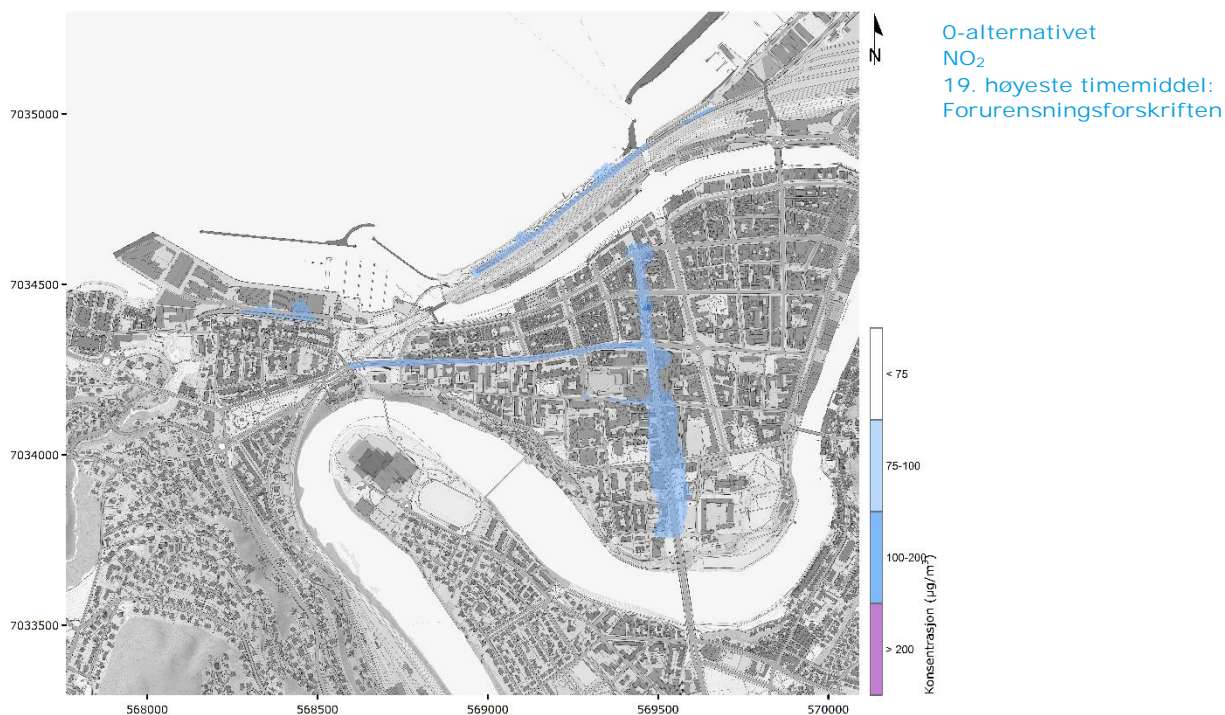 0-alternativet
NO₂
19. høyeste timemiddel:
Forurensningsforskriften
N
7035000
7034500
7034000
7033500
568000
568500
569000
569500
570000
< 75
75-100
100-200
> 200
Konsentrasjon (µg/m³)